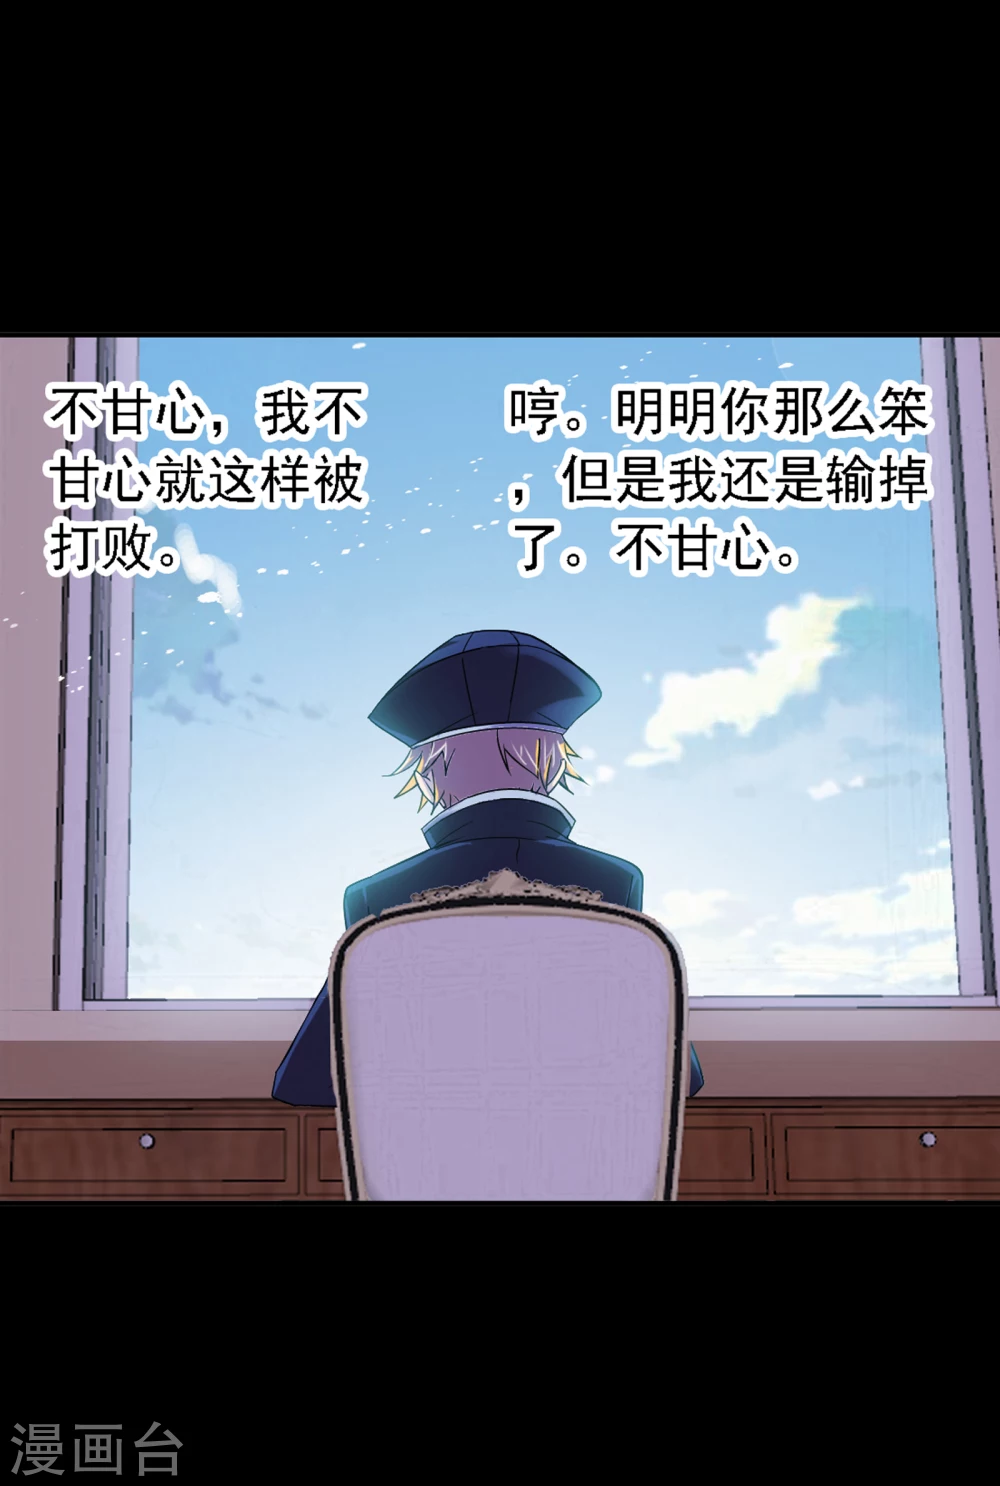 不甘心，我不
甘心就这样被
打败。
哼。明明你那么笨
，但是我还是输掉
了。不甘心。
漫画台